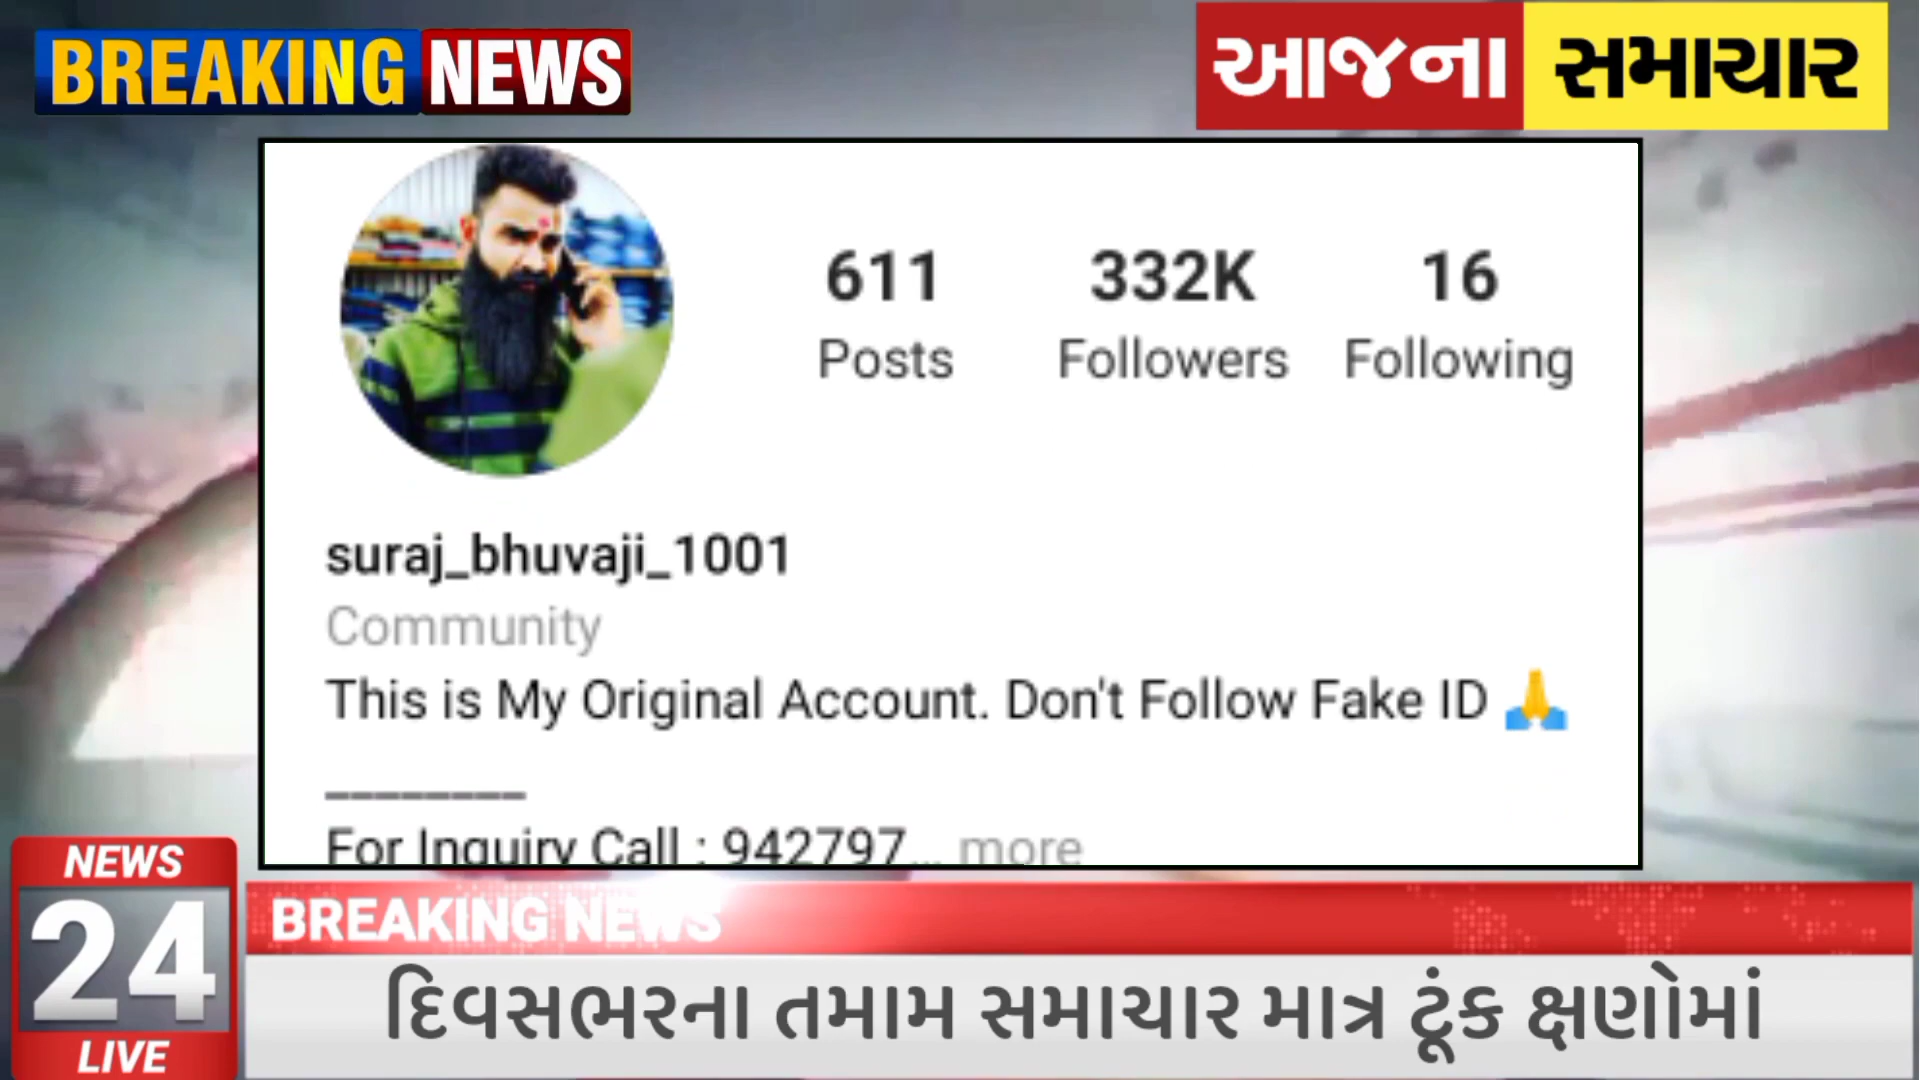 BREAKING NEWS
આજના સમાચાર
611 332K 16
Posts Followers Following
suraj_bhuvaji_1001
Community
This is My Original Account. Don't Follow Fake ID 🙏
_________
For Inquiry Call : 942797... more
NEWS
24
LIVE
BREAKING NEWS
દિવસભરના તમામ સમાચાર માત્ર ટૂંક ક્ષણોમાં